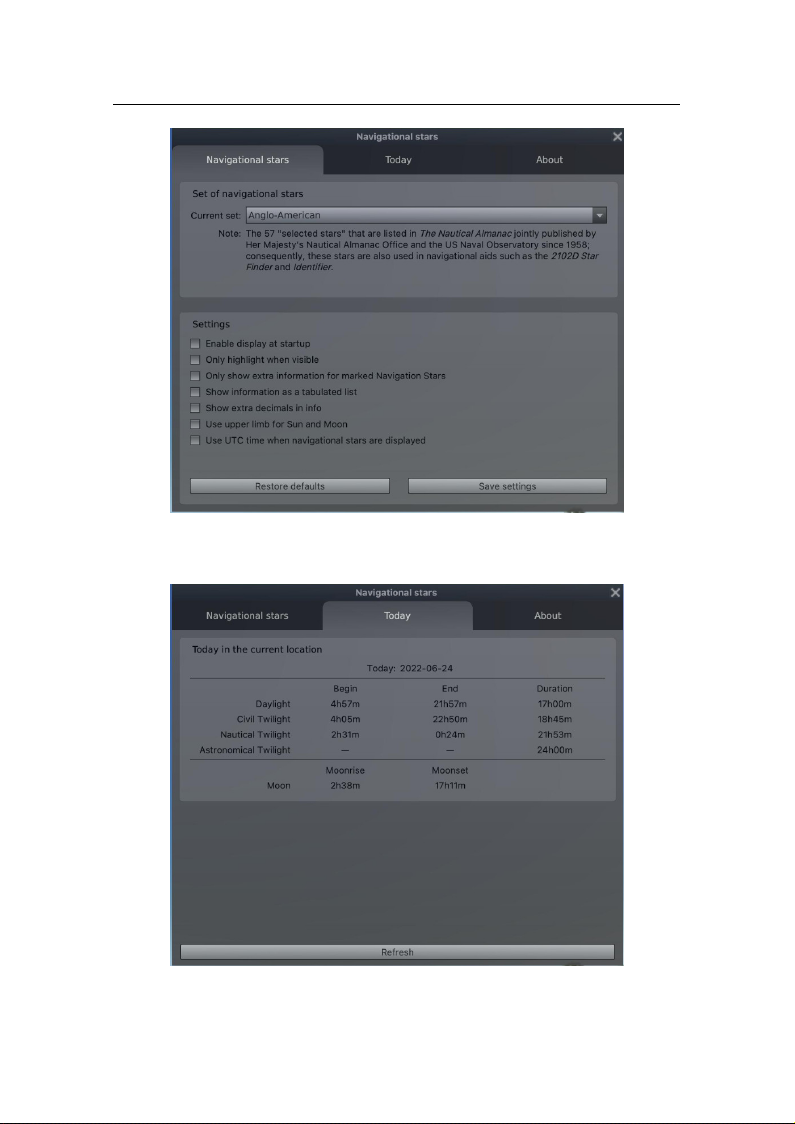 Navigational stars
Navigational stars Today About
Set of navigational stars
Current set: Anglo-American
Note: The 57 "selected stars" that are listed in The Nautical Almanac jointly published by
Her Majesty's Nautical Almanac Office and the US Naval Observatory since 1958;
consequently, these stars are also used in navigational aids such as the 2102D Star
Finder and Identifier.
Settings
Enable display at startup
Only highlight when visible
Only show extra information for marked Navigation Stars
Show information as a tabulated list
Show extra decimals in info
Use upper limb for Sun and Moon
Use UTC time when navigational stars are displayed
Restore defaults Save settings
Navigational stars
Navigational stars Today About
Today in the current location
Today: 2022-06-24
Begin End Duration
Daylight 4h57m 21h57m 17h00m
Civil Twilight 4h05m 22h50m 18h45m
Nautical Twilight 2h31m 0h24m 21h53m
Astronomical Twilight — — 24h00m
Moonrise Moonset
Moon 2h38m 17h11m
Refresh